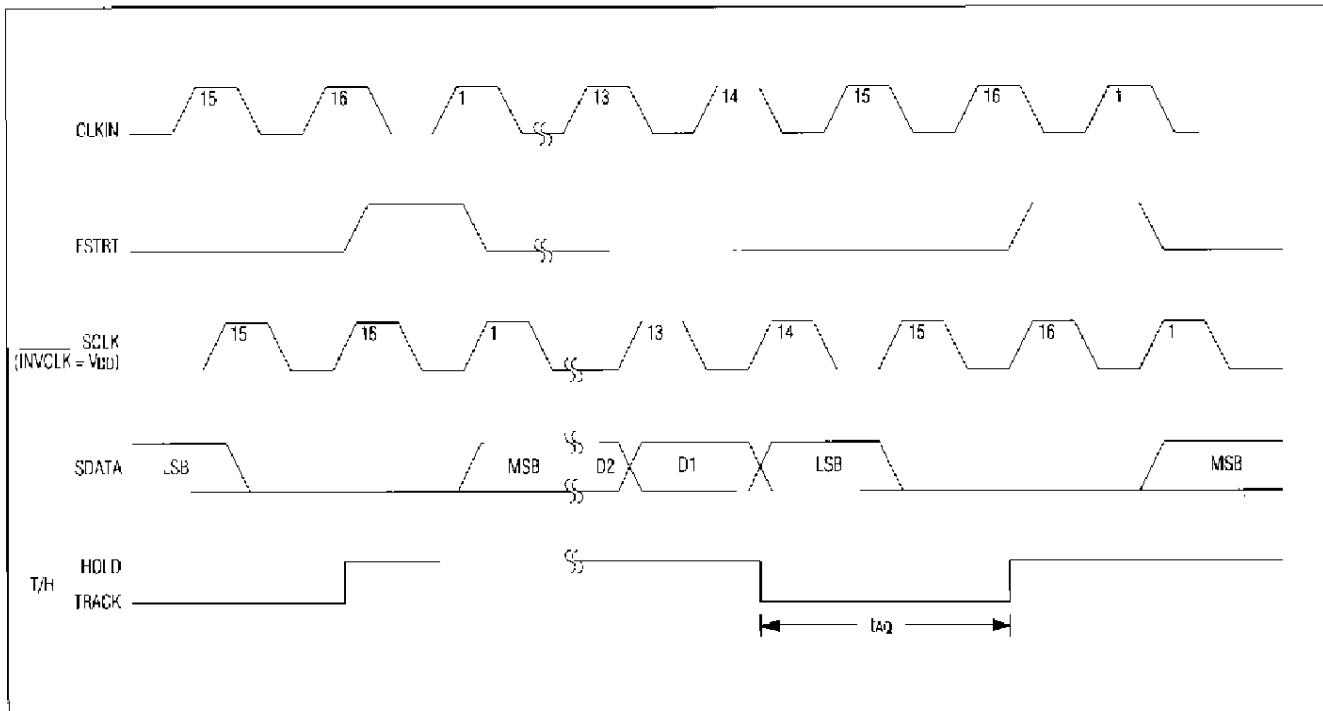 CLKIN 15 16 1 13 14 15 16 1
FSTRT
SCLK 15 16 1 13 14 15 16 1
(INVCLK = VDD)
SDATA LSB MSB D2 D1 LSB MSB
HOLD
T/H
TRACK
tAQ